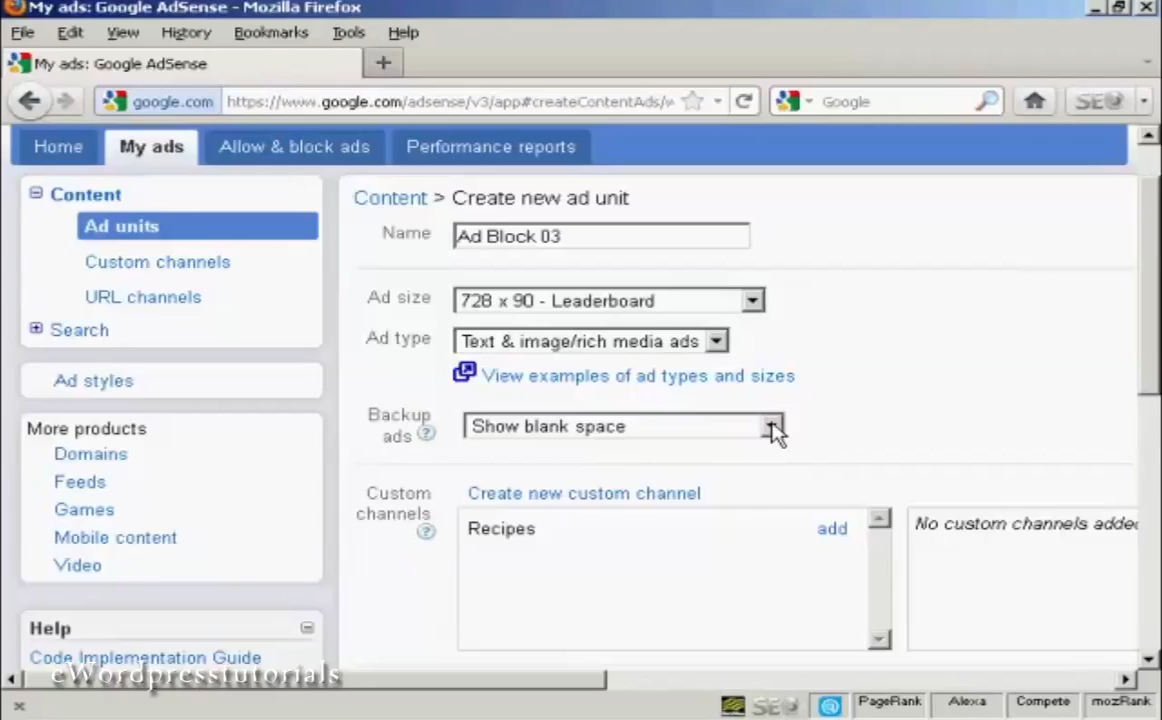 My ads: Google AdSense - Mozilla Firefox
File Edit View History Bookmarks Tools Help
My ads: Google AdSense
google.com https://www.google.com/adsense/v3/app#createContentAds/v Google SEO
Home My ads Allow & block ads Performance reports
Content
Ad units
Custom channels
URL channels
Search
Ad styles
More products
Domains
Feeds
Games
Mobile content
Video
Help
Code Implementation Guide
Content > Create new ad unit
Name Ad Block 03
Ad size 728 x 90 - Leaderboard
Ad type Text & image/rich media ads
View examples of ad types and sizes
Backup ads ? Show blank space
Custom channels ? Create new custom channel
Recipes add
No custom channels added
eWordpresstutorials
SEO @ PageRank Alexa Compete mozRank